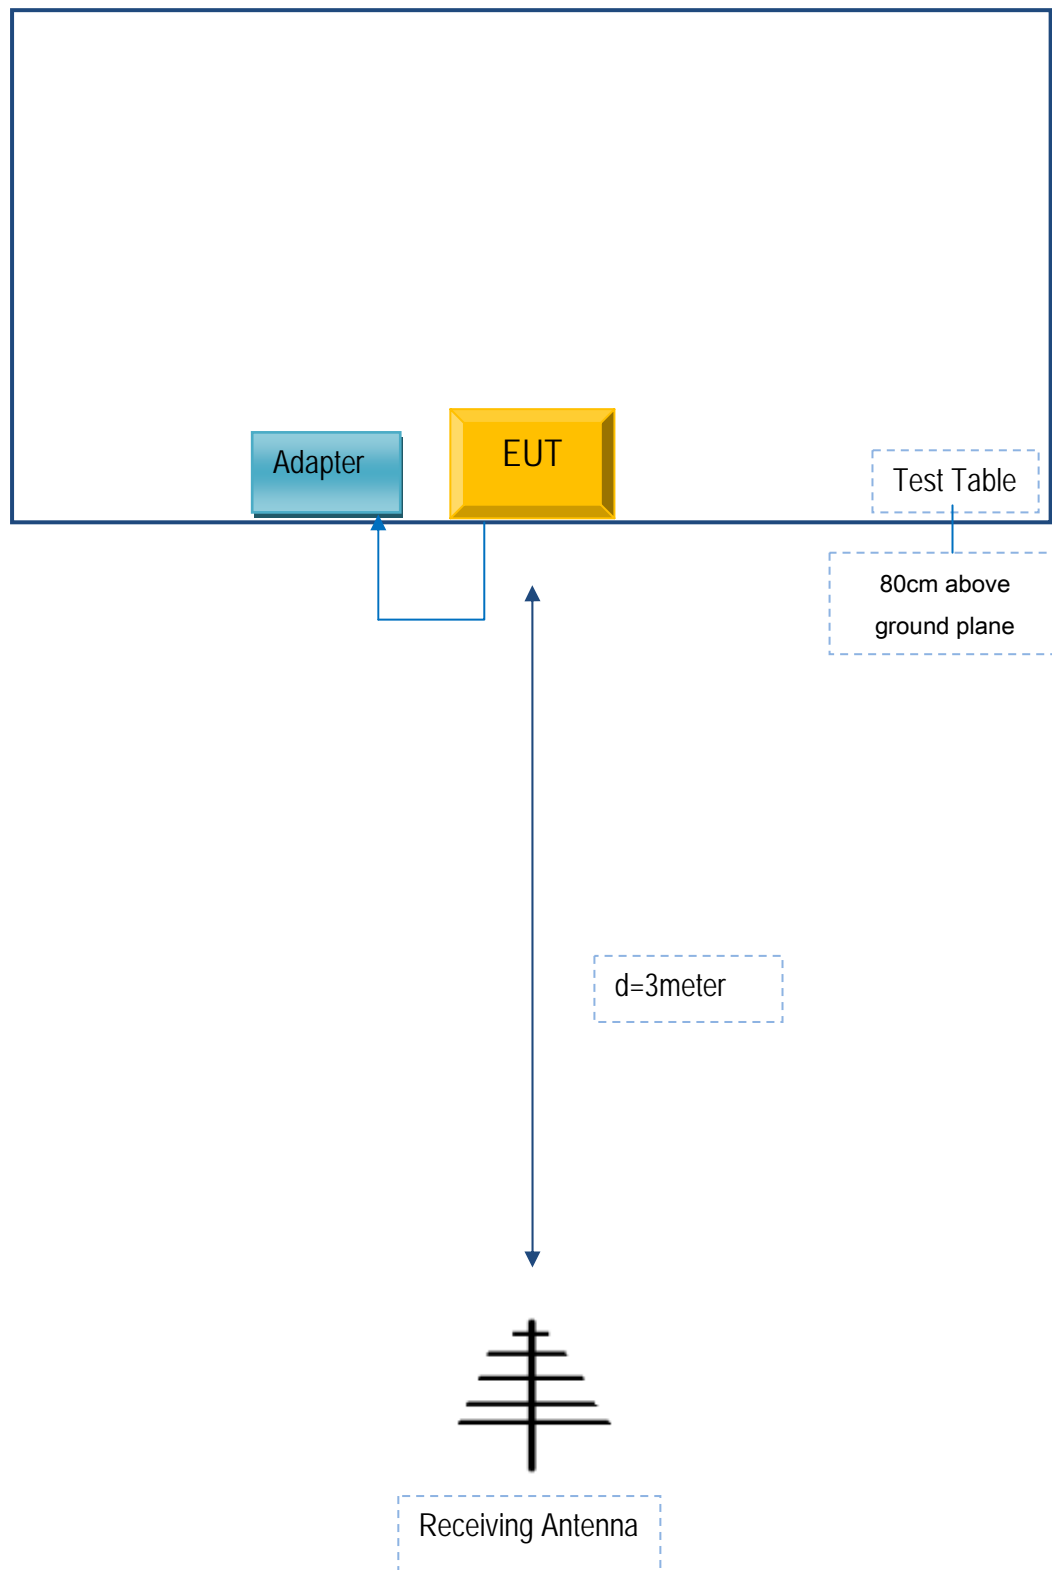 Adapter
EUT
Test Table
80cm above
ground plane
d=3meter
Receiving Antenna